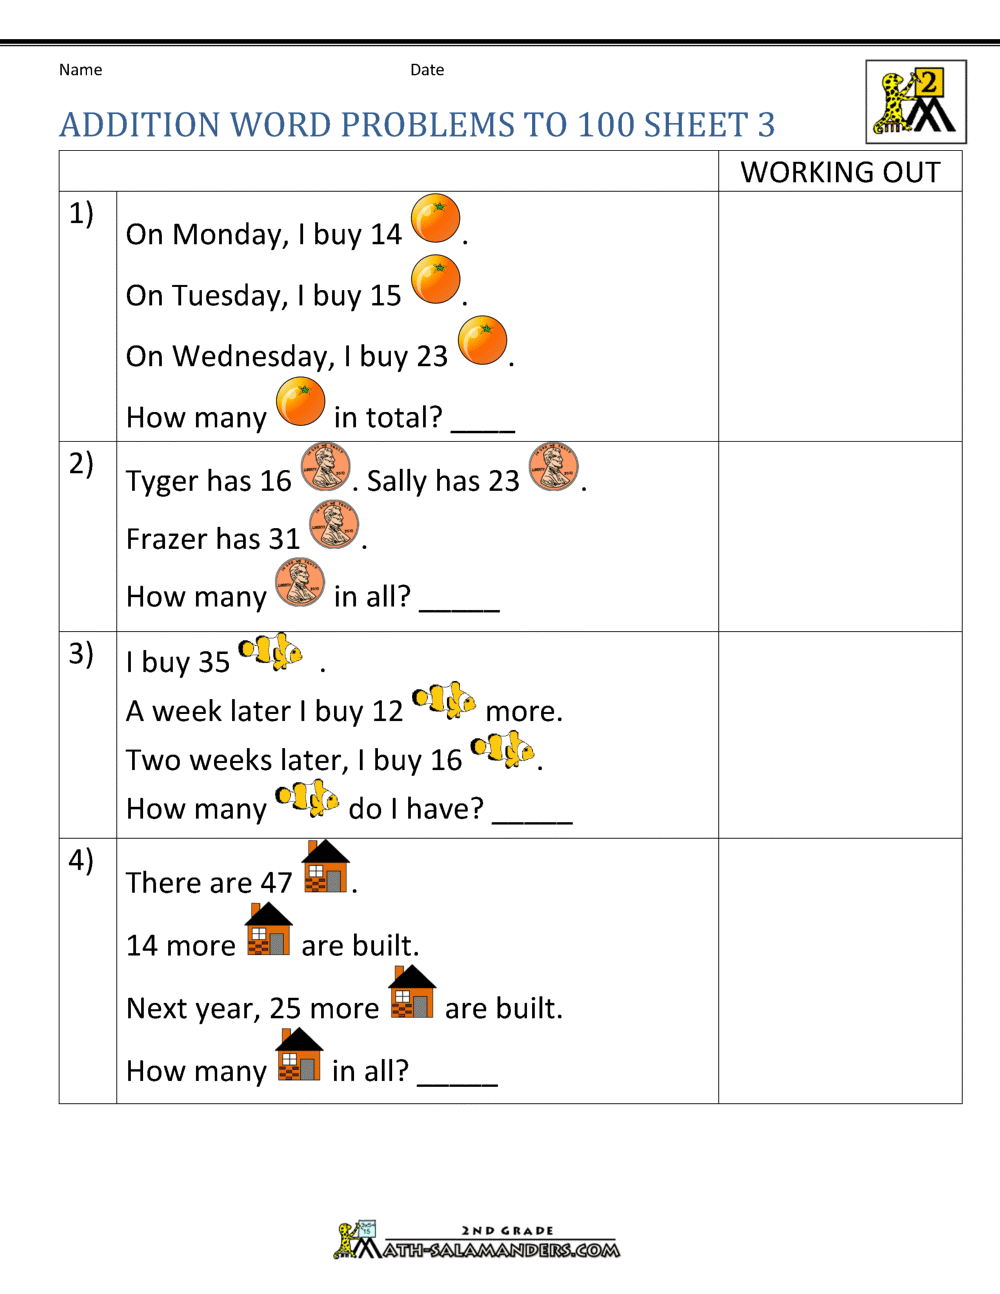 Name Date
2
ADDITION WORD PROBLEMS TO 100 SHEET 3
WORKING OUT
1)
On Monday, I buy 14 .
On Tuesday, I buy 15 .
On Wednesday, I buy 23 .
How many in total? ____
2)
Tyger has 16 . Sally has 23 .
Frazer has 31 .
How many in all? _____
3)
I buy 35 .
A week later I buy 12 more.
Two weeks later, I buy 16 .
How many do I have? _____
4)
There are 47 .
14 more are built.
Next year, 25 more are built.
How many in all? _____
2ND GRADE
MATH-SALAMANDERS.COM